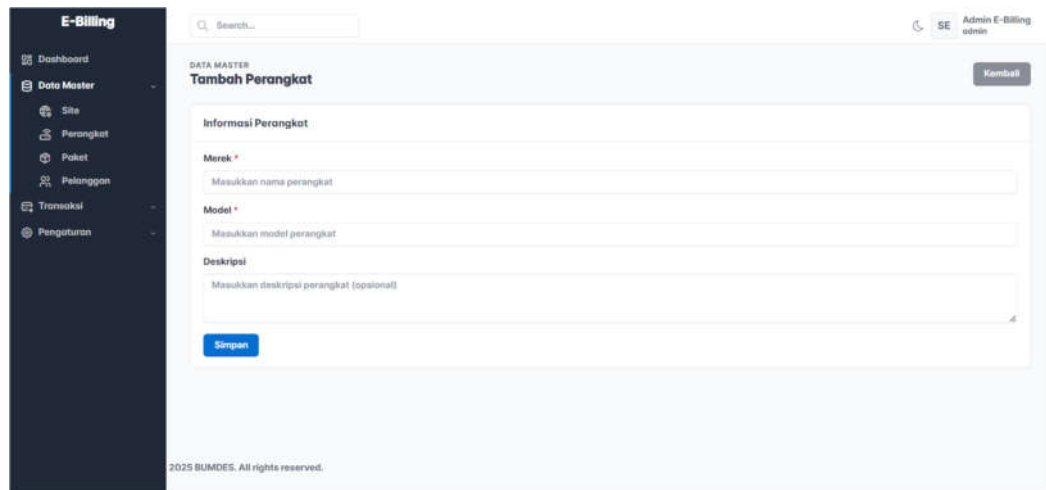 E-Billing
Search...
SE
Admin E-Billing
admin
Dashboard
Data Master
Site
Perangkat
Paket
Pelanggan
Transaksi
Pengaturan
DATA MASTER
Tambah Perangkat
Kembali
Informasi Perangkat
Merek *
Masukkan nama perangkat
Model *
Masukkan model perangkat
Deskripsi
Masukkan deskripsi perangkat (opsional)
Simpan
2025 BUMDES. All rights reserved.